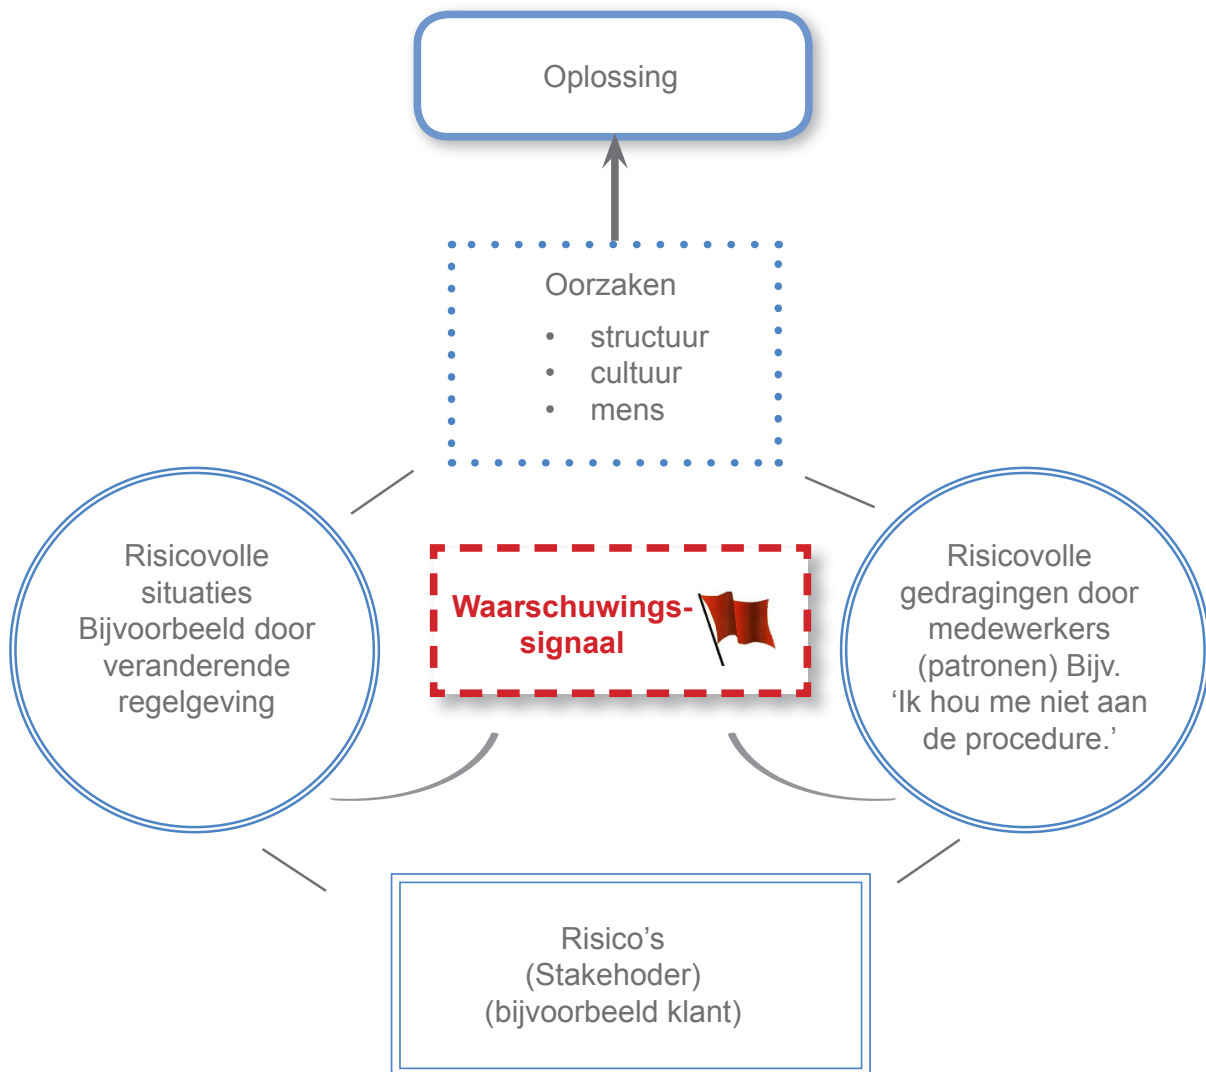 Oplossing
Oorzaken
• structuur
• cultuur
• mens
Risicovolle
situaties
Bijvoorbeeld door
veranderende
regelgeving
Waarschuwings-
signaal
Risicovolle
gedragingen door
medewerkers
(patronen) Bijv.
‘Ik hou me niet aan
de procedure.’
Risico’s
(Stakehoder)
(bijvoorbeeld klant)